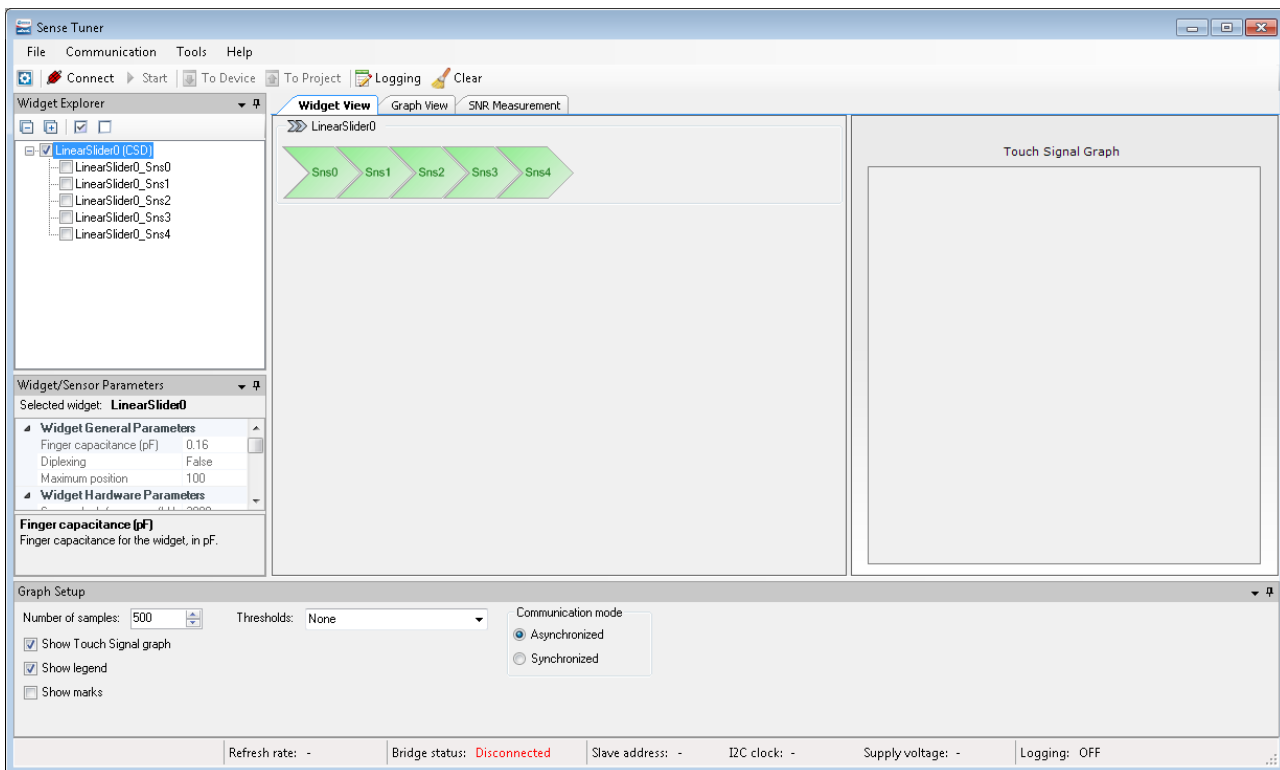 Sense Tuner
File Communication Tools Help
Connect Start To Device To Project Logging Clear
Widget Explorer
LinearSlider0 (CSD)
LinearSlider0_Sns0
LinearSlider0_Sns1
LinearSlider0_Sns2
LinearSlider0_Sns3
LinearSlider0_Sns4
Widget View Graph View SNR Measurement
LinearSlider0
Sns0 Sns1 Sns2 Sns3 Sns4
Touch Signal Graph
Widget/Sensor Parameters
Selected widget: LinearSlider0
Widget General Parameters
Finger capacitance (pF) 0.16
Diplexing False
Maximum position 100
Widget Hardware Parameters
Finger capacitance (pF)
Finger capacitance for the widget, in pF.
Graph Setup
Number of samples: 500 Thresholds: None
Show Touch Signal graph
Show legend
Show marks
Communication mode
Asynchronized
Synchronized
Refresh rate: - Bridge status: Disconnected Slave address: - I2C clock: - Supply voltage: - Logging: OFF